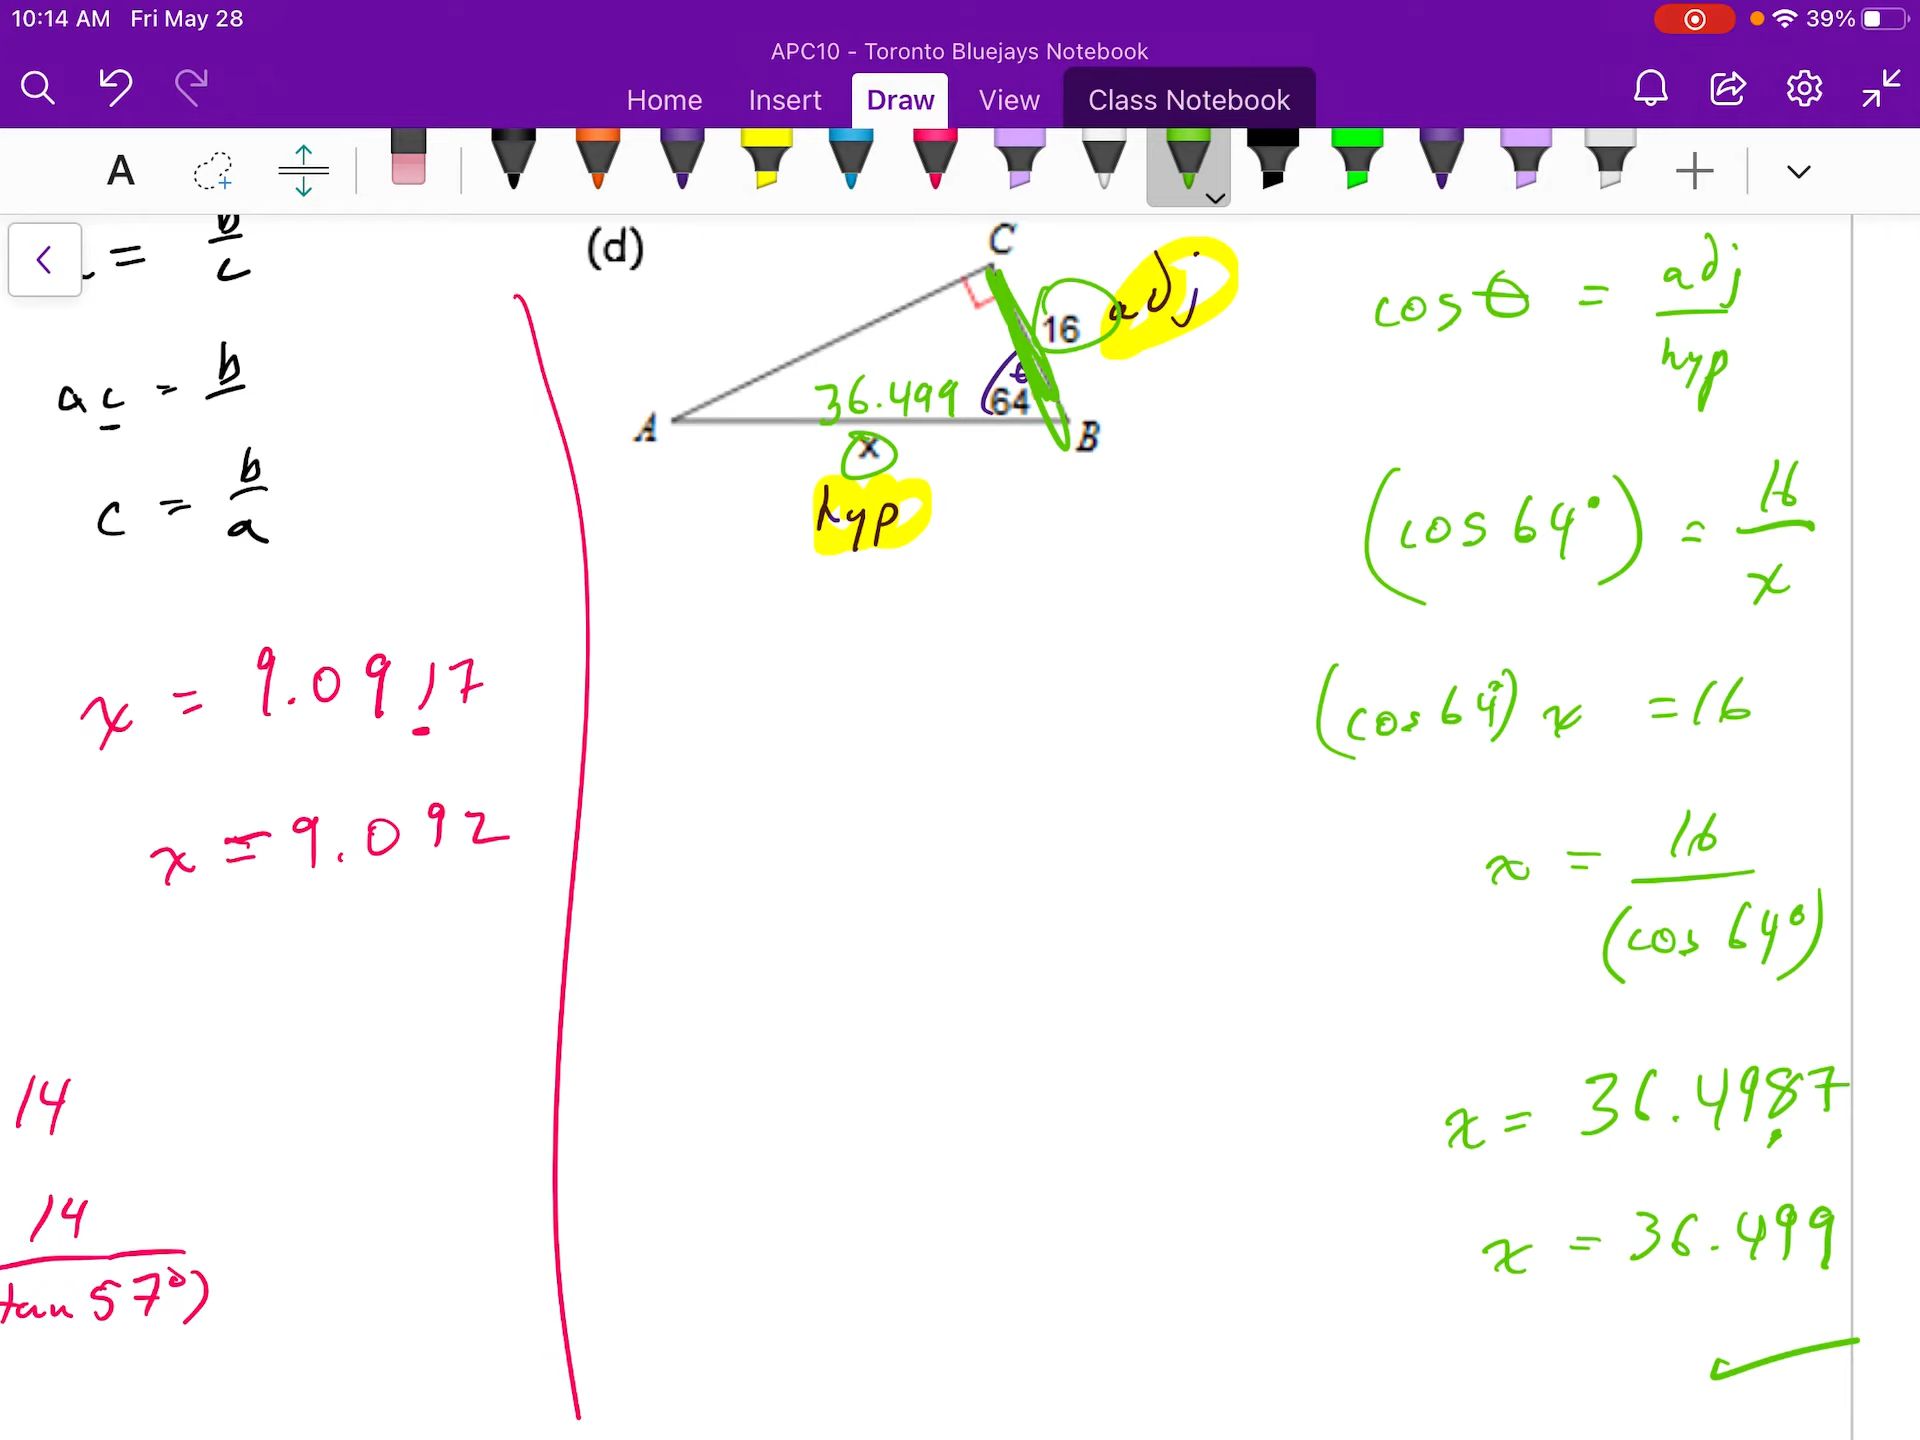 10:14 AM Fri May 28
39%
APC10 - Toronto Bluejays Notebook
Home Insert Draw View Class Notebook
A
= b/c
ac = b
c = b/a
x = 9.0917
x = 9.092
14
14
tan 57°)
(d)
C
16 adj
36.499 θ
64
A
B
x
hyp
cos θ = adj/hyp
(cos 64°) = 16/x
(cos 64°) x = 16
x = 16/(cos 64°)
x = 36.4987
x = 36.499